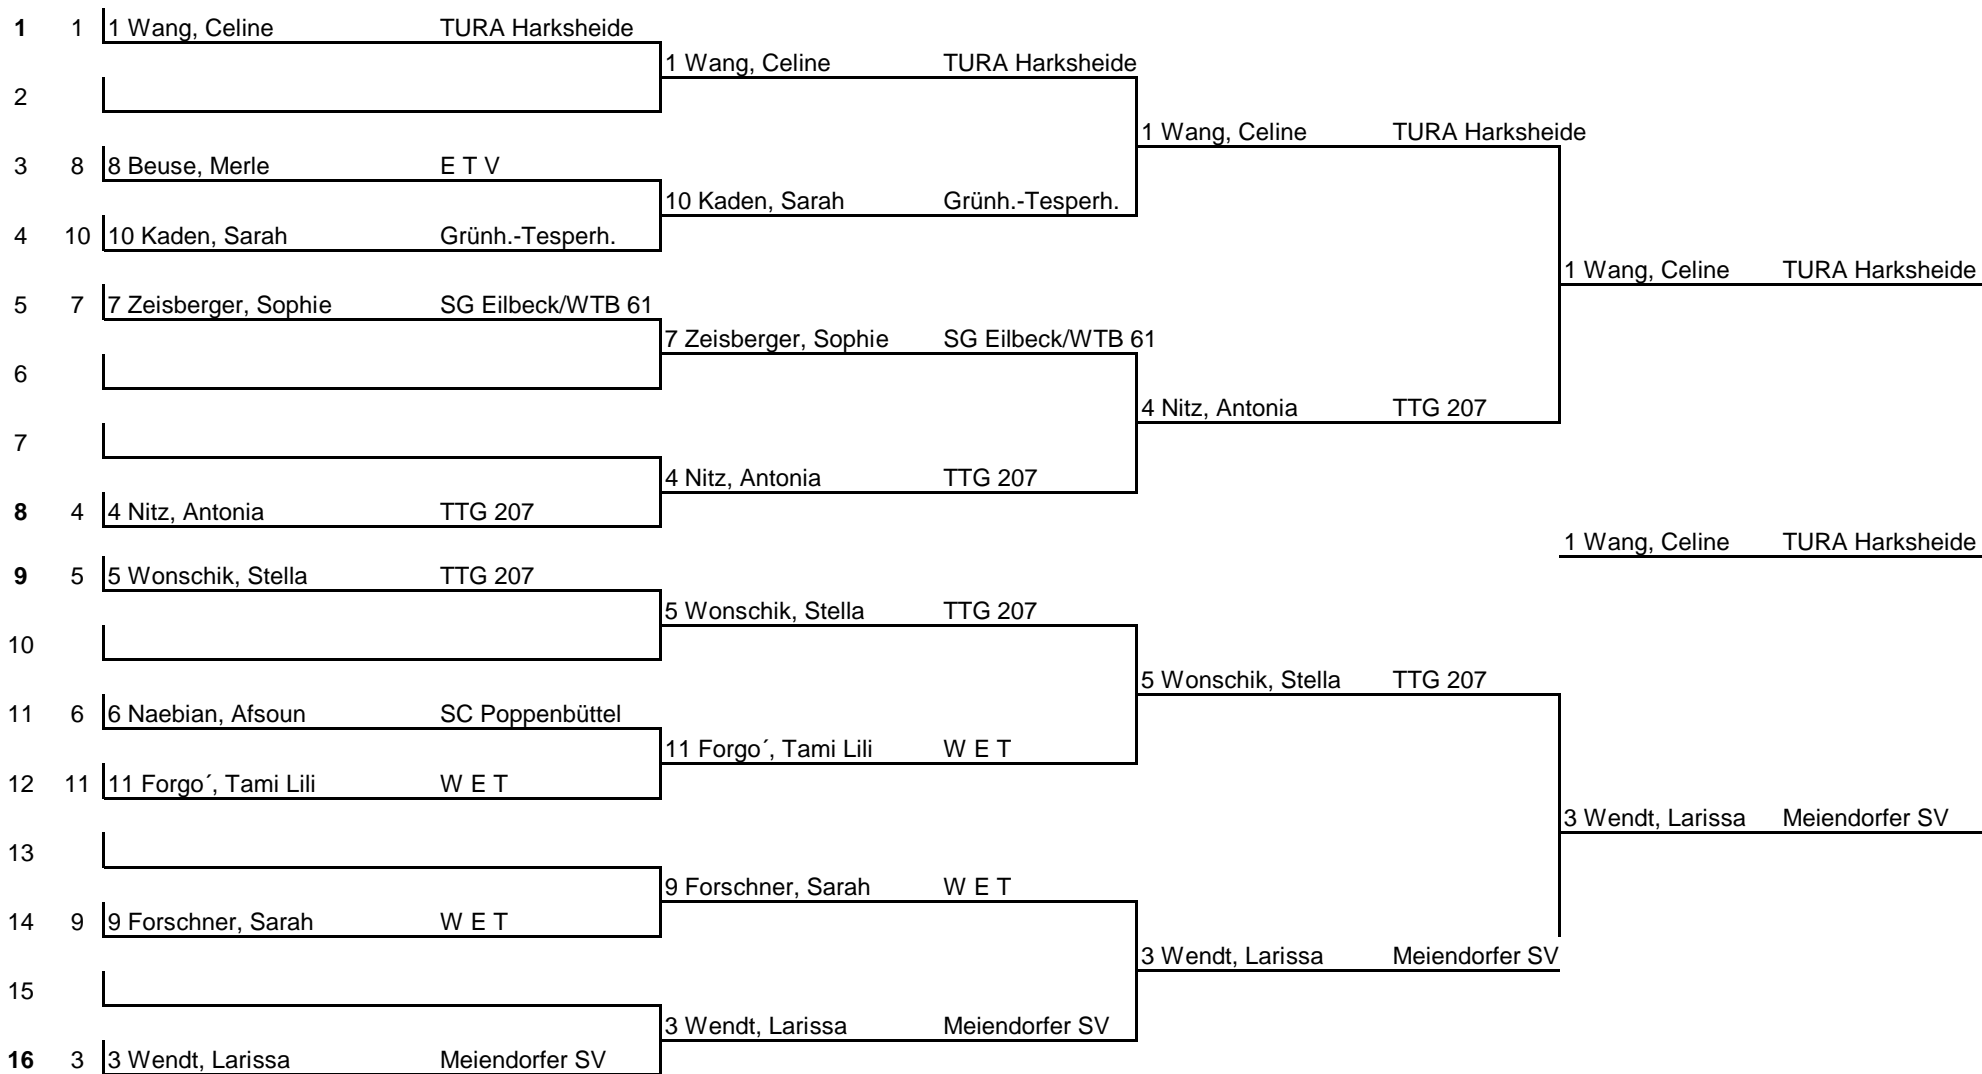 1 1 1 Wang, Celine TURA Harksheide
1 Wang, Celine TURA Harksheide
2
1 Wang, Celine TURA Harksheide
3 8 8 Beuse, Merle E T V
10 Kaden, Sarah Grünh.-Tesperh.
4 10 10 Kaden, Sarah Grünh.-Tesperh.
1 Wang, Celine TURA Harksheide
5 7 7 Zeisberger, Sophie SG Eilbeck/WTB 61
7 Zeisberger, Sophie SG Eilbeck/WTB 61
6
4 Nitz, Antonia TTG 207
7
4 Nitz, Antonia TTG 207
8 4 4 Nitz, Antonia TTG 207
1 Wang, Celine TURA Harksheide
9 5 5 Wonschik, Stella TTG 207
5 Wonschik, Stella TTG 207
10
5 Wonschik, Stella TTG 207
11 6 6 Naebian, Afsoun SC Poppenbüttel
11 Forgo´, Tami Lili W E T
12 11 11 Forgo´, Tami Lili W E T
3 Wendt, Larissa Meiendorfer SV
13
9 Forschner, Sarah W E T
14 9 9 Forschner, Sarah W E T
3 Wendt, Larissa Meiendorfer SV
15
3 Wendt, Larissa Meiendorfer SV
16 3 3 Wendt, Larissa Meiendorfer SV